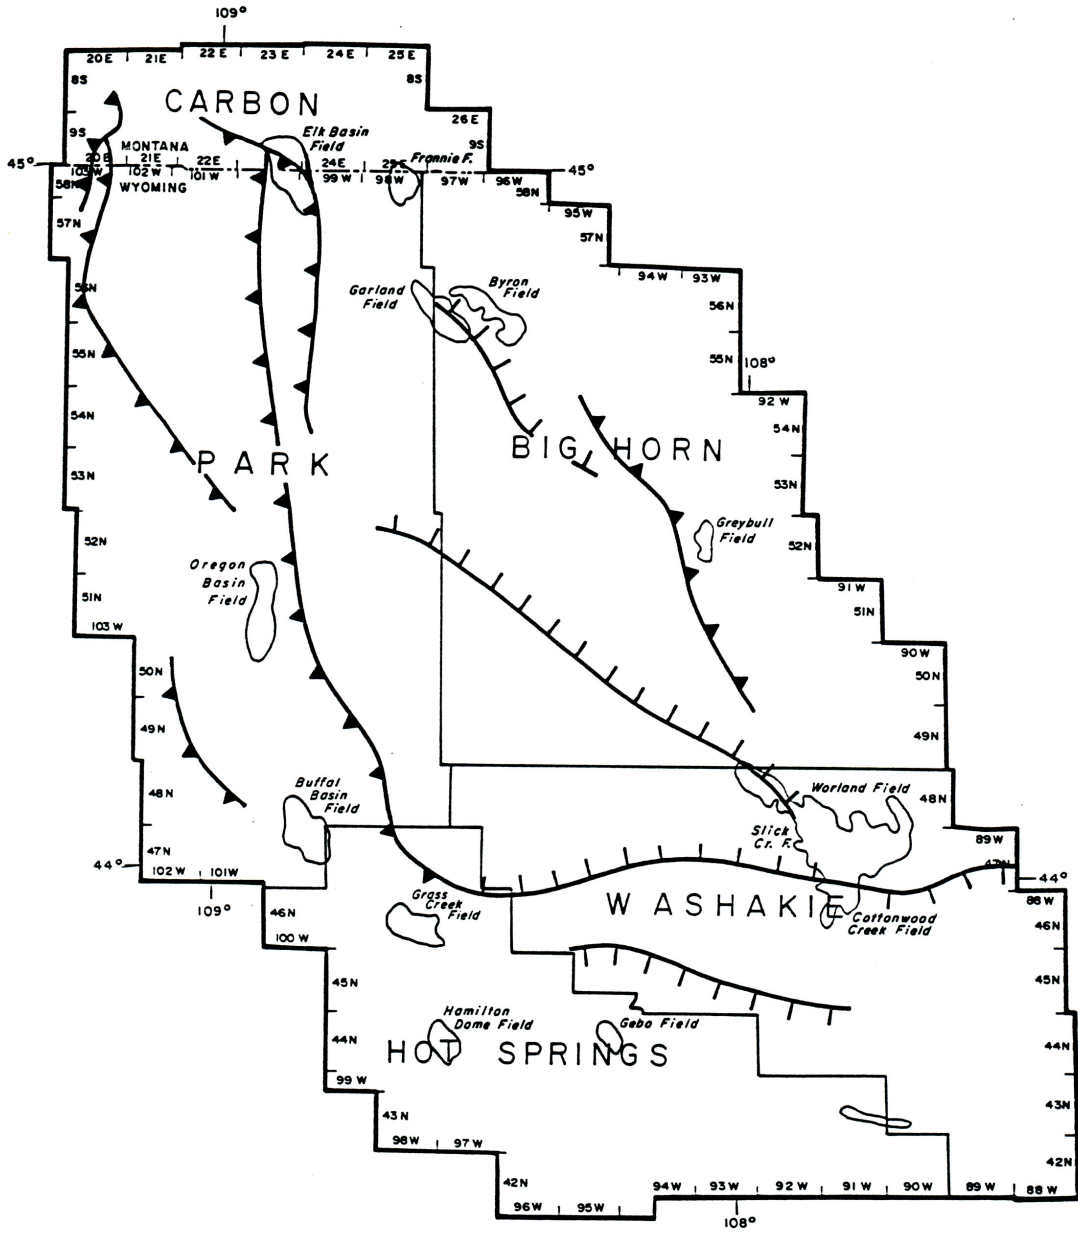 109°
20E 21E 22E 23E 24E 25E
8S 8S
CARBON
26E
9S 9S
Elk Basin
Field
MONTANA
45° 20E 21E 22E 24E 25E Frannie F. 45°
103W 102W 101W 99W 98W 97W 96W
WYOMING
58N 58N
95W
57N 57N
94W 93W
Garland
Field
Byron
Field
56N 56N
55N 55N
108°
92W
54N 54N
PARK
BIG HORN
53N 53N
Greybull
Field
52N 52N
Oregon
Basin
Field
91W
51N 51N
103W
90W
50N 50N
49N 49N
Buffal
Basin
Field
Worland Field
48N 48N
Slick
Cr. F.
89W
47N 47N
44° 44°
102W 101W
88W
109°
Grass
Creek
Field
WASHAKIE
46N 46N
Cottonwood
Creek Field
100W
45N 45N
Hamilton
Dome Field
Gebo Field
44N 44N
HOT SPRINGS
99W
43N 43N
98W 97W
42N 42N
94W 93W 92W 91W 90W 89W 88W
96W 95W
108°